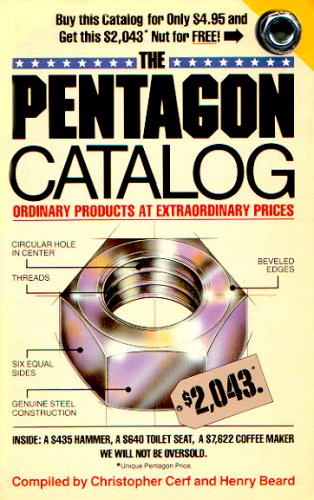 Buy this Catalog for Only $4.95 and
Get this $2,043* Nut for FREE!
THE
PENTAGON
CATALOG
ORDINARY PRODUCTS AT EXTRAORDINARY PRICES
CIRCULAR HOLE
IN CENTER
BEVELED
EDGES
THREADS
SIX EQUAL
SIDES
GENUINE STEEL
CONSTRUCTION
$2,043.*
INSIDE: A $435 HAMMER, A $640 TOILET SEAT, A $7,622 COFFEE MAKER
WE WILL NOT BE OVERSOLD.
*Unique Pentagon Price.
Compiled by Christopher Cerf and Henry Beard